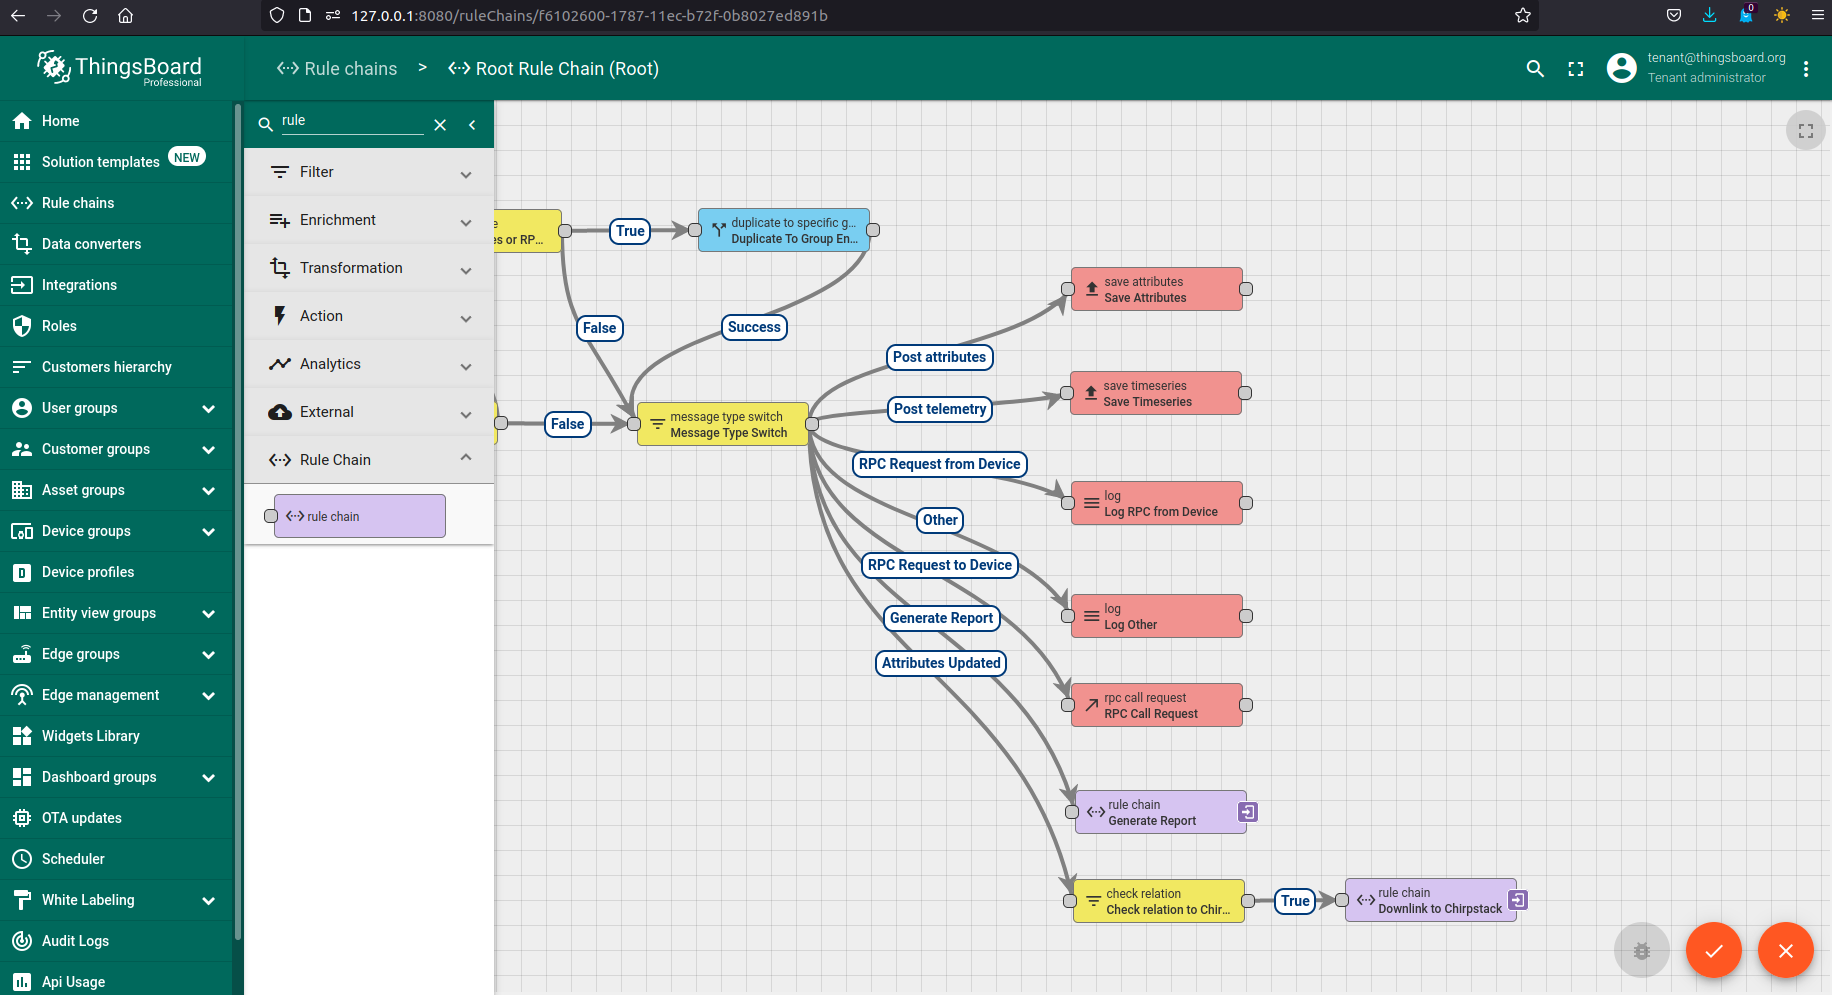 127.0.0.1:8080/ruleChains/f6102600-1787-11ec-b72f-0b8027ed891b
0
ThingsBoard
Professional
Rule chains > Root Rule Chain (Root)
tenant@thingsboard.org
Tenant administrator
Home
Solution templates NEW
Rule chains
Data converters
Integrations
Roles
Customers hierarchy
User groups
Customer groups
Asset groups
Device groups
Device profiles
Entity view groups
Edge groups
Edge management
Widgets Library
Dashboard groups
OTA updates
Scheduler
White Labeling
Audit Logs
Api Usage
rule
Filter
Enrichment
Transformation
Action
Analytics
External
Rule Chain
rule chain
e
es or RP...
True
duplicate to specific g...
Duplicate To Group En...
False
Success
False
message type switch
Message Type Switch
Post attributes
Post telemetry
RPC Request from Device
Other
RPC Request to Device
Generate Report
Attributes Updated
save attributes
Save Attributes
save timeseries
Save Timeseries
log
Log RPC from Device
log
Log Other
rpc call request
RPC Call Request
rule chain
Generate Report
check relation
Check relation to Chir...
True
rule chain
Downlink to Chirpstack